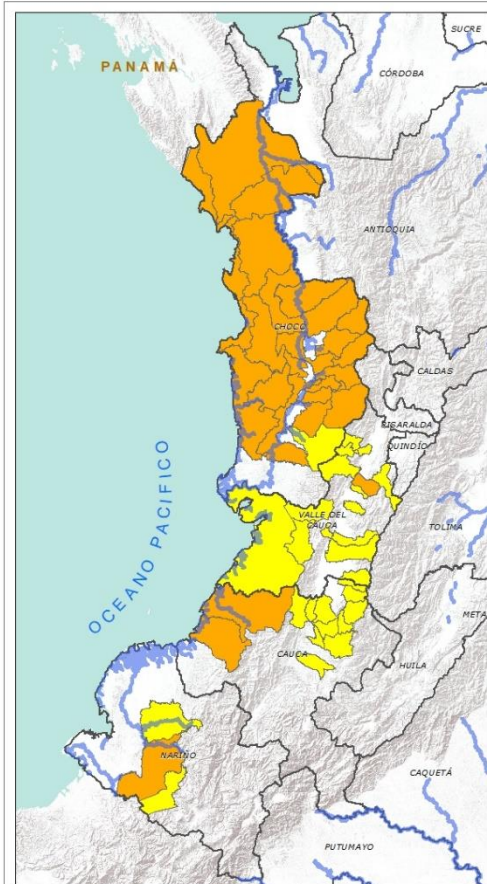 SUCRE
PANAMÁ
CÓRDOBA
ANTIOQUIA
CHOCÓ
CALDAS
RISARALDA
QUINDÍO
OCEANO PACÍFICO
VALLE DEL
CAUCA
TOLIMA
META
CAUCA
HUILA
NARIÑO
CAQUETÁ
PUTUMAYO